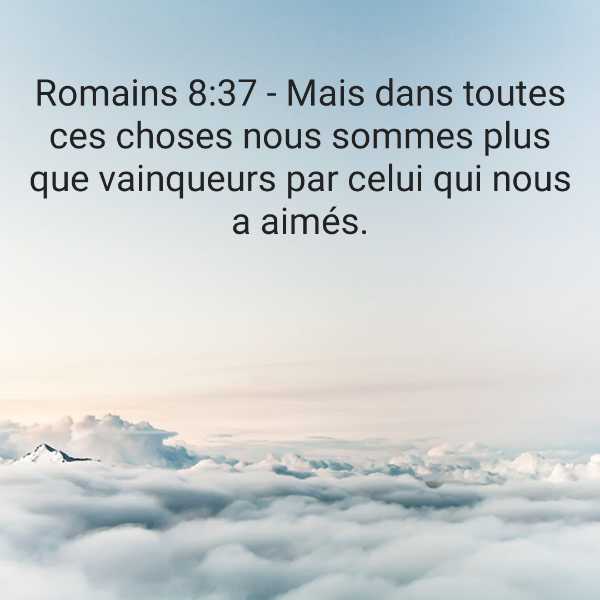 Romains 8:37 - Mais dans toutes
ces choses nous sommes plus
que vainqueurs par celui qui nous
a aimés.